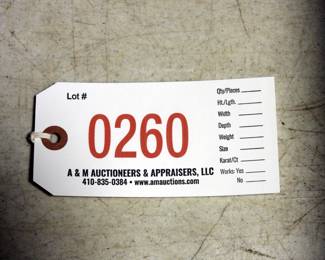 Lot #
0260
A & M AUCTIONEERS & APPRAISERS, LLC
410-835-0384 • www.amauctions.com
Qty/Pieces
Ht./Lgth.
Width
Depth
Weight
Size
Karat/Ct
Works: Yes
No